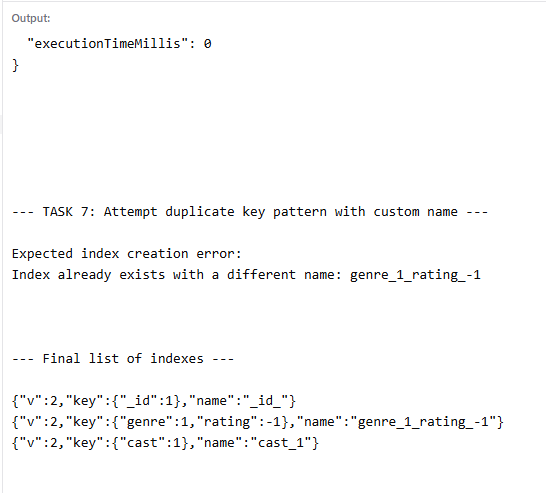 Output:
"executionTimeMillis": 0
}
--- TASK 7: Attempt duplicate key pattern with custom name ---
Expected index creation error:
Index already exists with a different name: genre_1_rating_-1
--- Final list of indexes ---
{"v":2,"key":{"_id":1},"name":"_id_"}
{"v":2,"key":{"genre":1,"rating":-1},"name":"genre_1_rating_-1"}
{"v":2,"key":{"cast":1},"name":"cast_1"}